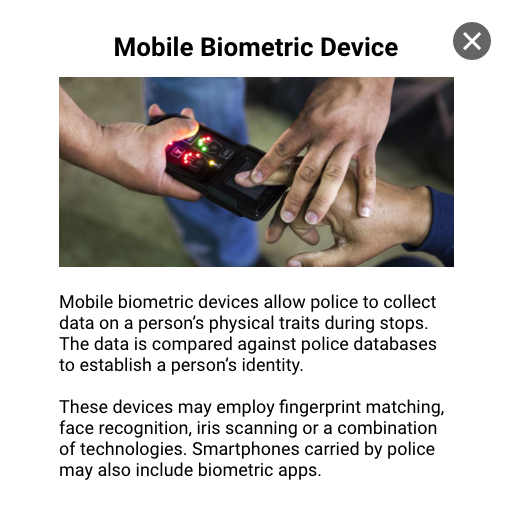 Mobile Biometric Device
Mobile biometric devices allow police to collect
data on a person’s physical traits during stops.
The data is compared against police databases
to establish a person’s identity.
These devices may employ fingerprint matching,
face recognition, iris scanning or a combination
of technologies. Smartphones carried by police
may also include biometric apps.